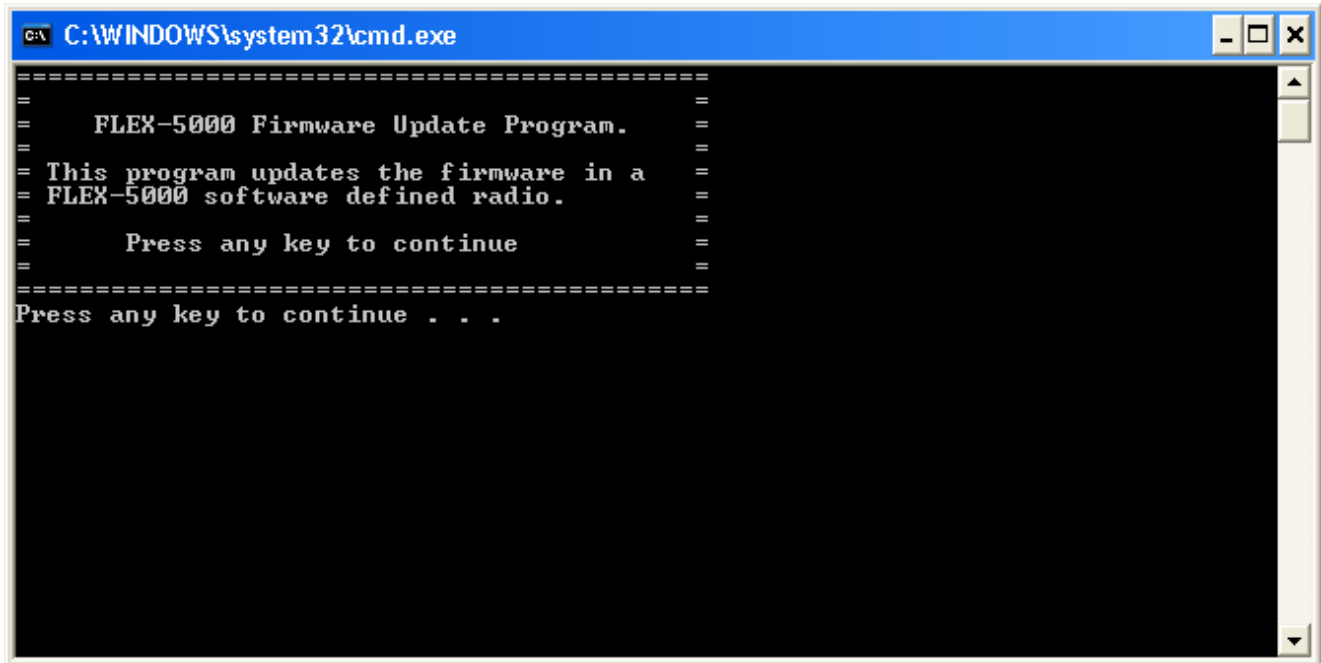 C:\WINDOWS\system32\cmd.exe
============================================
=                                          =
=    FLEX-5000 Firmware Update Program.    =
=                                          =
= This program updates the firmware in a   =
= FLEX-5000 software defined radio.        =
=                                          =
=      Press any key to continue           =
=                                          =
============================================
Press any key to continue . . .